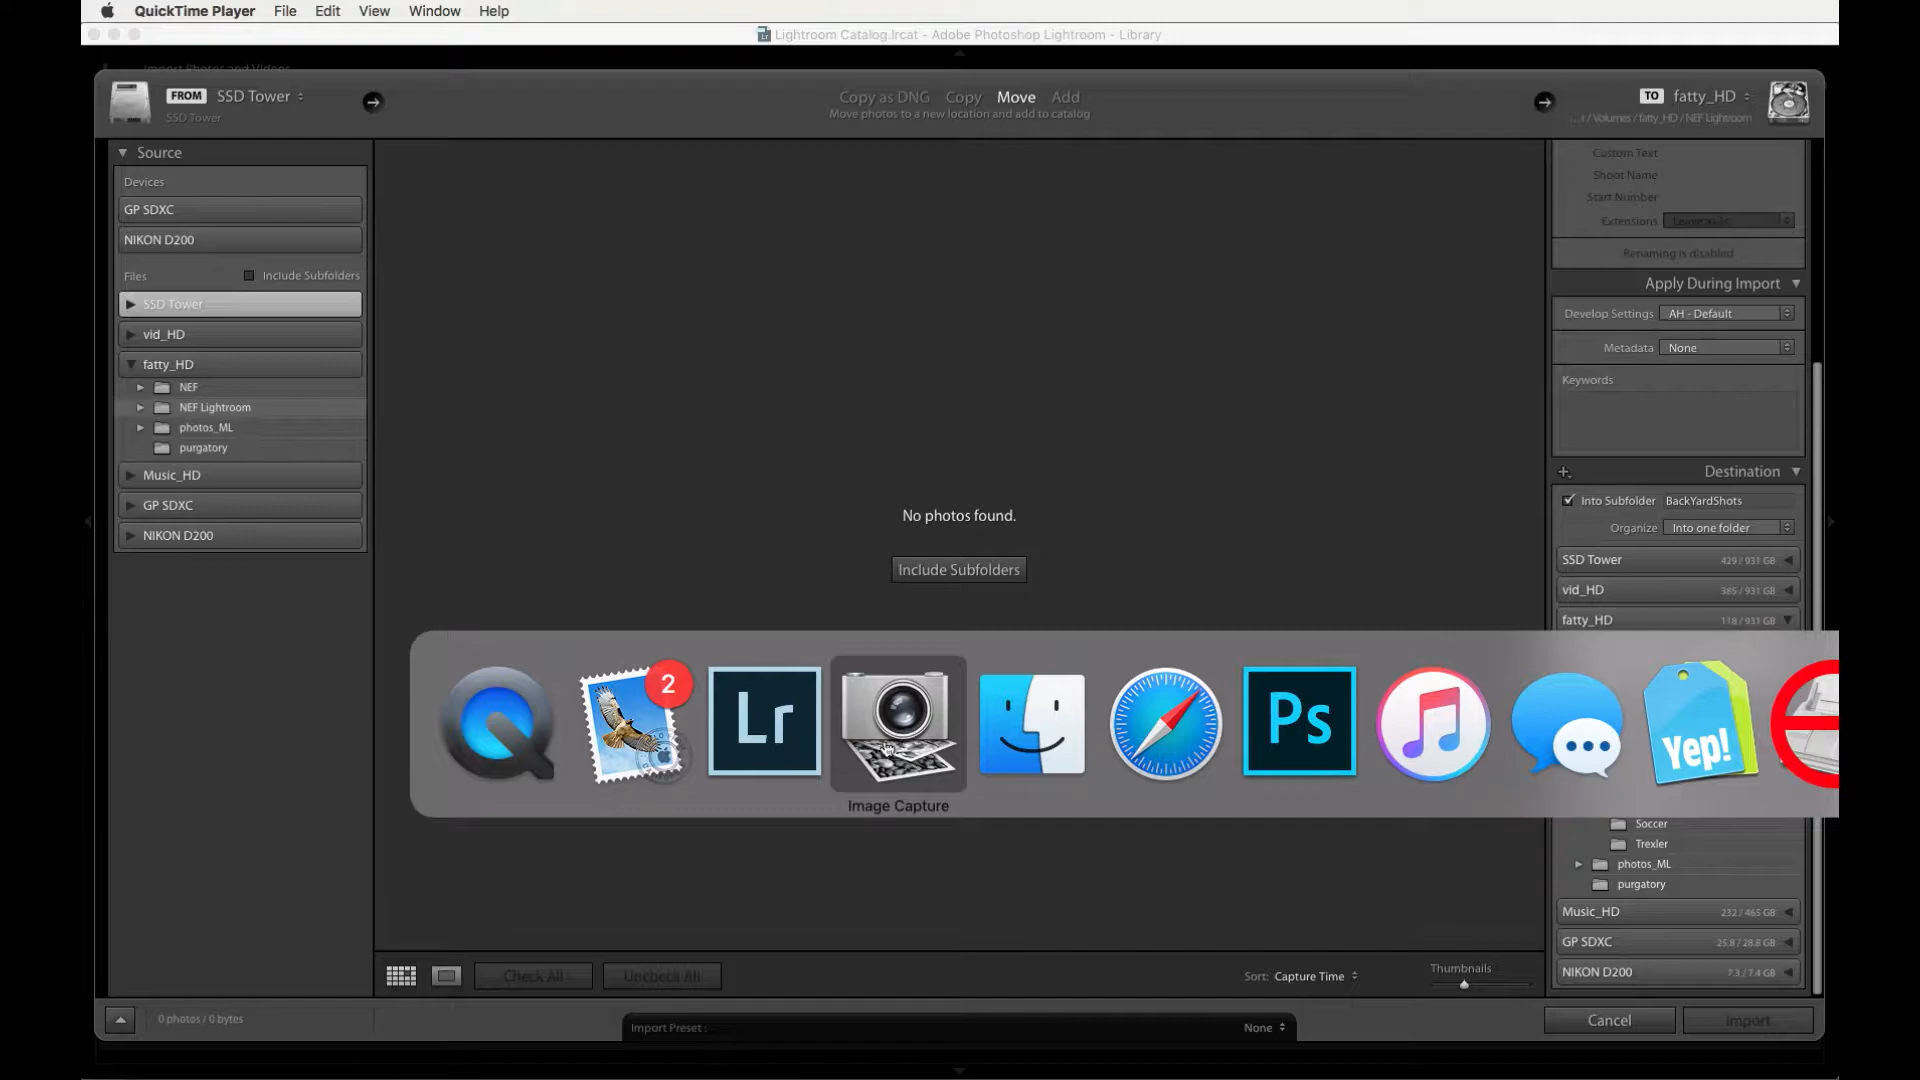 QuickTime Player File Edit View Window Help
Lightroom Catalog.lrcat - Adobe Photoshop Lightroom - Library
Import Photos and Videos
FROM SSD Tower
SSD Tower
Copy as DNG Copy Move Add
Move photos to a new location and add to catalog
TO fatty_HD
/ Volumes / fatty_HD / NEF Lightroom
Source
Devices
GP SDXC
NIKON D200
Files Include Subfolders
SSD Tower
vid_HD
fatty_HD
NEF
NEF Lightroom
photos_ML
purgatory
Music_HD
GP SDXC
NIKON D200
No photos found.
Include Subfolders
Custom Text
Shoot Name
Start Number
Extensions Leave as-is
Renaming is disabled
Apply During Import
Develop Settings AH - Default
Metadata None
Keywords
Destination
Into Subfolder BackYardShots
Organize Into one folder
SSD Tower 429 / 931 GB
vid_HD 385 / 931 GB
fatty_HD 118 / 931 GB
2
Lr
Ps
Yep!
Image Capture
Soccer
Trexler
photos_ML
purgatory
Music_HD 232 / 465 GB
GP SDXC 25.8 / 28.8 GB
NIKON D200 7.3 / 7.4 GB
Check All Uncheck All
Sort: Capture Time
Thumbnails
0 photos / 0 bytes
Import Preset : None
Cancel Import